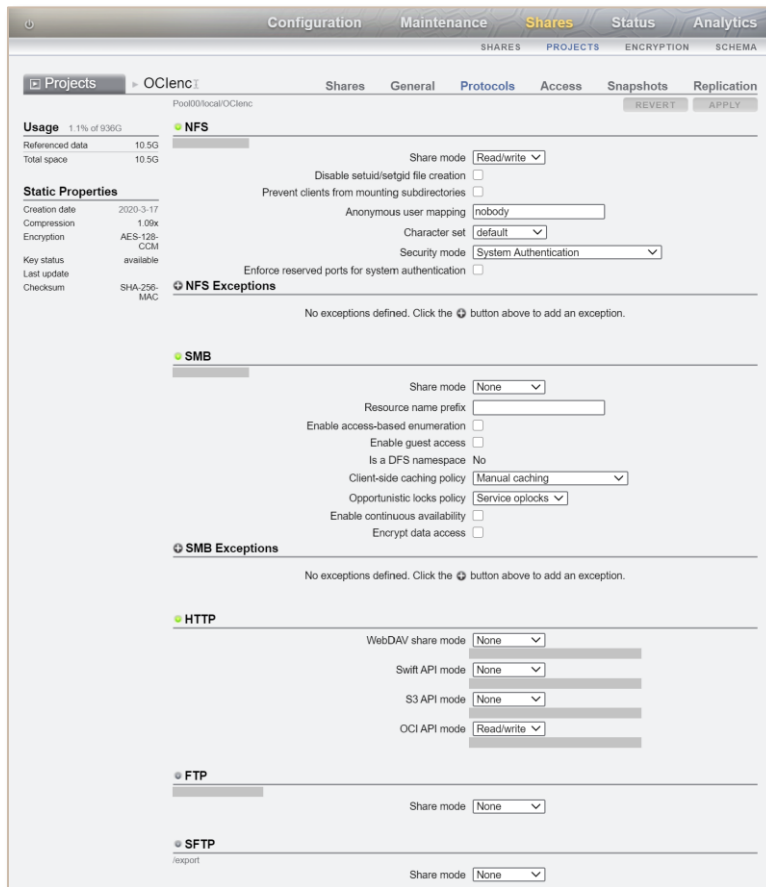 Configuration Maintenance Shares Status Analytics
SHARES PROJECTS ENCRYPTION SCHEMA
Projects OCIenc Shares General Protocols Access Snapshots Replication
Pool00/local/OCIenc REVERT APPLY
Usage 1.1% of 936G
Referenced data 10.5G
Total space 10.5G
Static Properties
Creation date 2020-3-17
Compression 1.09x
Encryption AES-128-
CCM
Key status available
Last update
Checksum SHA-256-
MAC
NFS
Share mode Read/write
Disable setuid/setgid file creation
Prevent clients from mounting subdirectories
Anonymous user mapping nobody
Character set default
Security mode System Authentication
Enforce reserved ports for system authentication
NFS Exceptions
No exceptions defined. Click the button above to add an exception.
SMB
Share mode None
Resource name prefix
Enable access-based enumeration
Enable guest access
Is a DFS namespace No
Client-side caching policy Manual caching
Opportunistic locks policy Service oplocks
Enable continuous availability
Encrypt data access
SMB Exceptions
No exceptions defined. Click the button above to add an exception.
HTTP
WebDAV share mode None
Swift API mode None
S3 API mode None
OCI API mode Read/write
FTP
Share mode None
SFTP
/export
Share mode None